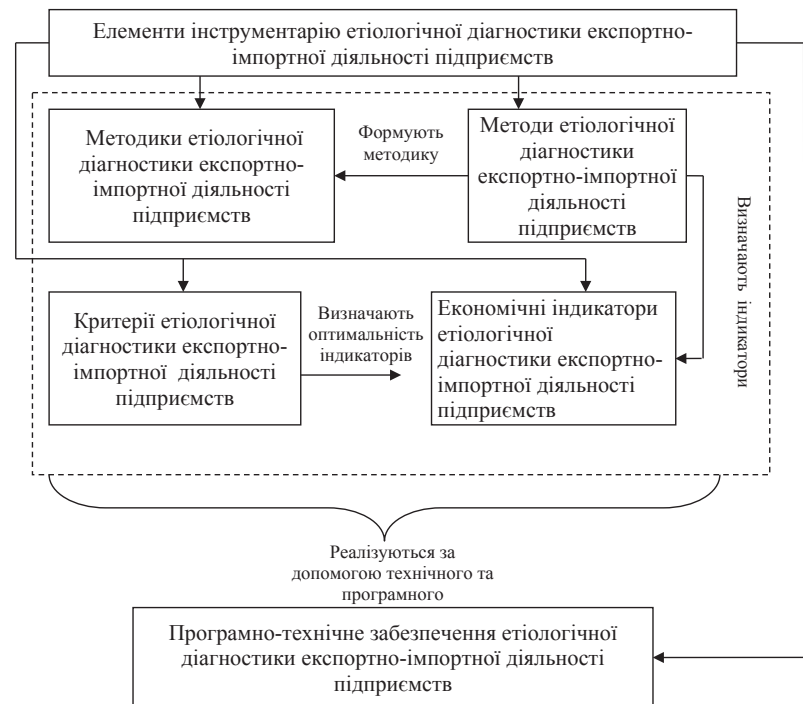 Елементи інструментарію етіологічної діагностики експортно-
імпортної діяльності підприємств
Методики етіологічної
діагностики експортно-
імпортної діяльності
підприємств
Формують
методику
Методи етіологічної
діагностики
експортно-імпортної
діяльності
підприємств
Визначають індикатори
Критерії етіологічної
діагностики експортно-
імпортної діяльності
підприємств
Визначають
оптимальність
індикаторів
Економічні індикатори
етіологічної
діагностики експортно-
імпортної діяльності
підприємств
Реалізуються за
допомогою технічного та
програмного
Програмно-технічне забезпечення етіологічної
діагностики експортно-імпортної діяльності
підприємств